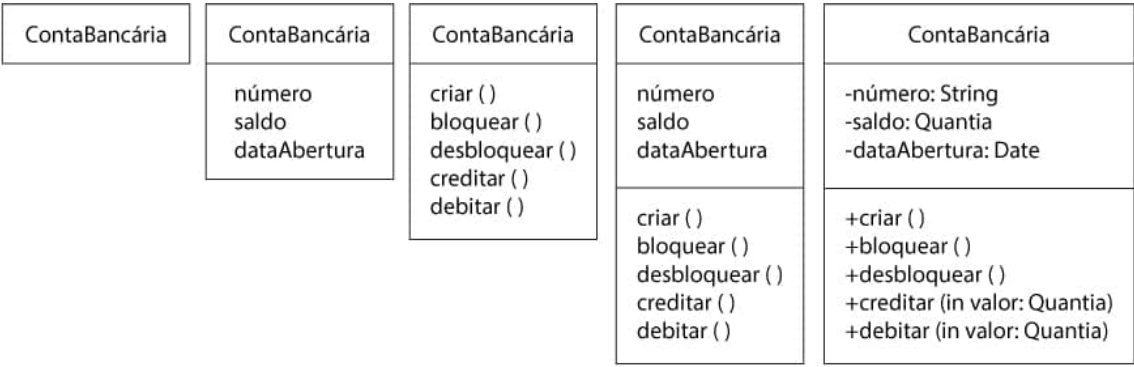 ContaBancária
ContaBancária
número
saldo
dataAbertura
ContaBancária
criar ( )
bloquear ( )
desbloquear ( )
creditar ( )
debitar ( )
ContaBancária
número
saldo
dataAbertura
criar ( )
bloquear ( )
desbloquear ( )
creditar ( )
debitar ( )
ContaBancária
-número: String
-saldo: Quantia
-dataAbertura: Date
+criar ( )
+bloquear ( )
+desbloquear ( )
+creditar (in valor: Quantia)
+debitar (in valor: Quantia)